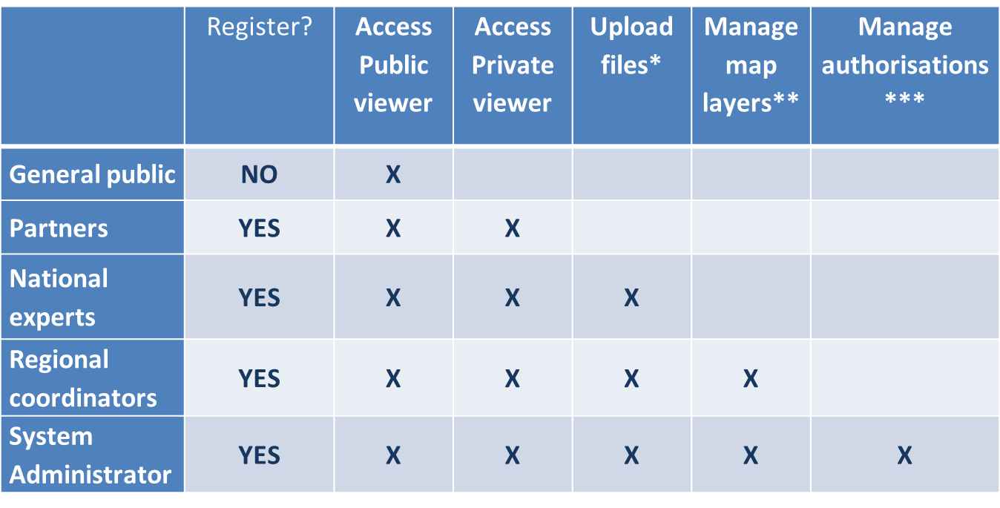 Register? Access Public viewer Access Private viewer Upload files* Manage map layers** Manage authorisations ***
General public NO X
Partners YES X X
National experts YES X X X
Regional coordinators YES X X X X
System Administrator YES X X X X X